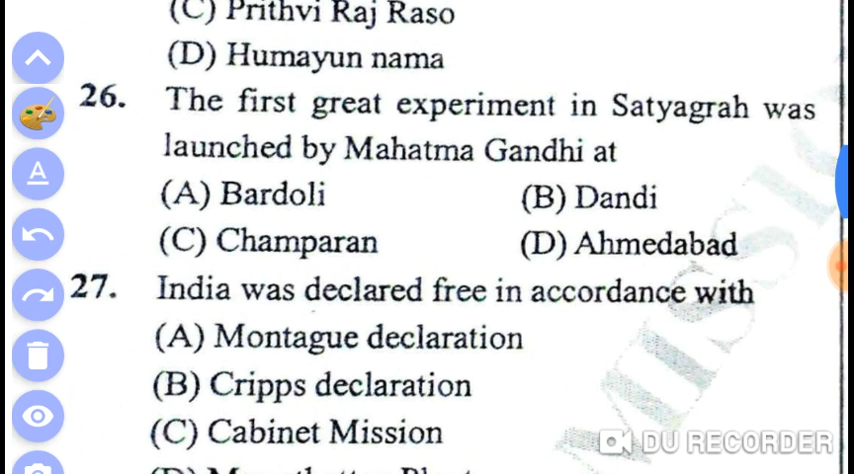 (C) Prithvi Raj Raso
(D) Humayun nama
26. The first great experiment in Satyagrah was
launched by Mahatma Gandhi at
(A) Bardoli (B) Dandi
(C) Champaran (D) Ahmedabad
27. India was declared free in accordance with
(A) Montague declaration
(B) Cripps declaration
(C) Cabinet Mission
DU RECORDER
A